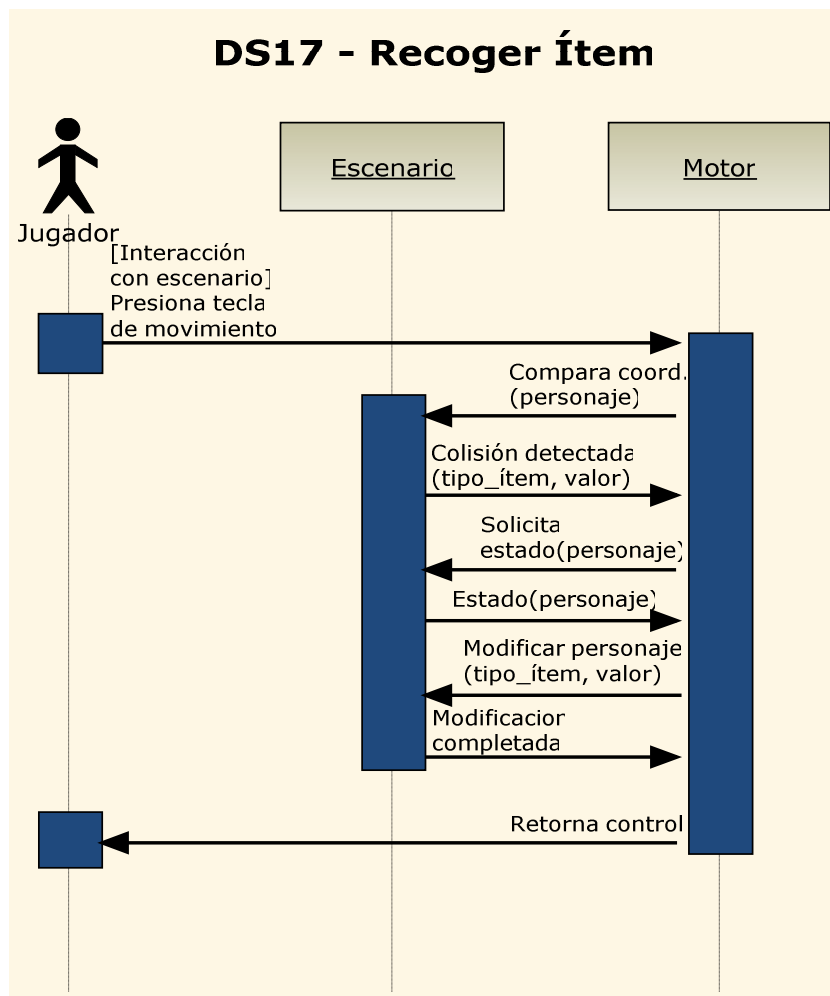 DS17 - Recoger Ítem
Escenario
Motor
Jugador
[Interacción
con escenario]
Presiona tecla
de movimiento
Compara coord.
(personaje)
Colisión detectada
(tipo_ítem, valor)
Solicita
estado(personaje)
Estado(personaje)
Modificar personaje
(tipo_ítem, valor)
Modificacion
completada
Retorna control